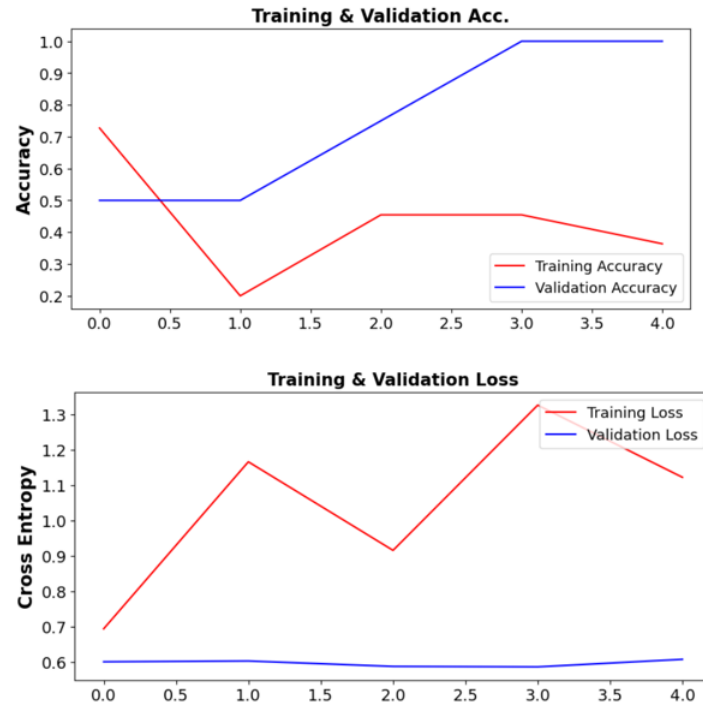 Training & Validation Acc.
Accuracy
1.0
0.9
0.8
0.7
0.6
0.5
0.4
0.3
0.2
Training Accuracy
Validation Accuracy
0.0 0.5 1.0 1.5 2.0 2.5 3.0 3.5 4.0
Training & Validation Loss
Cross Entropy
1.3
1.2
1.1
1.0
0.9
0.8
0.7
0.6
Training Loss
Validation Loss
0.0 0.5 1.0 1.5 2.0 2.5 3.0 3.5 4.0